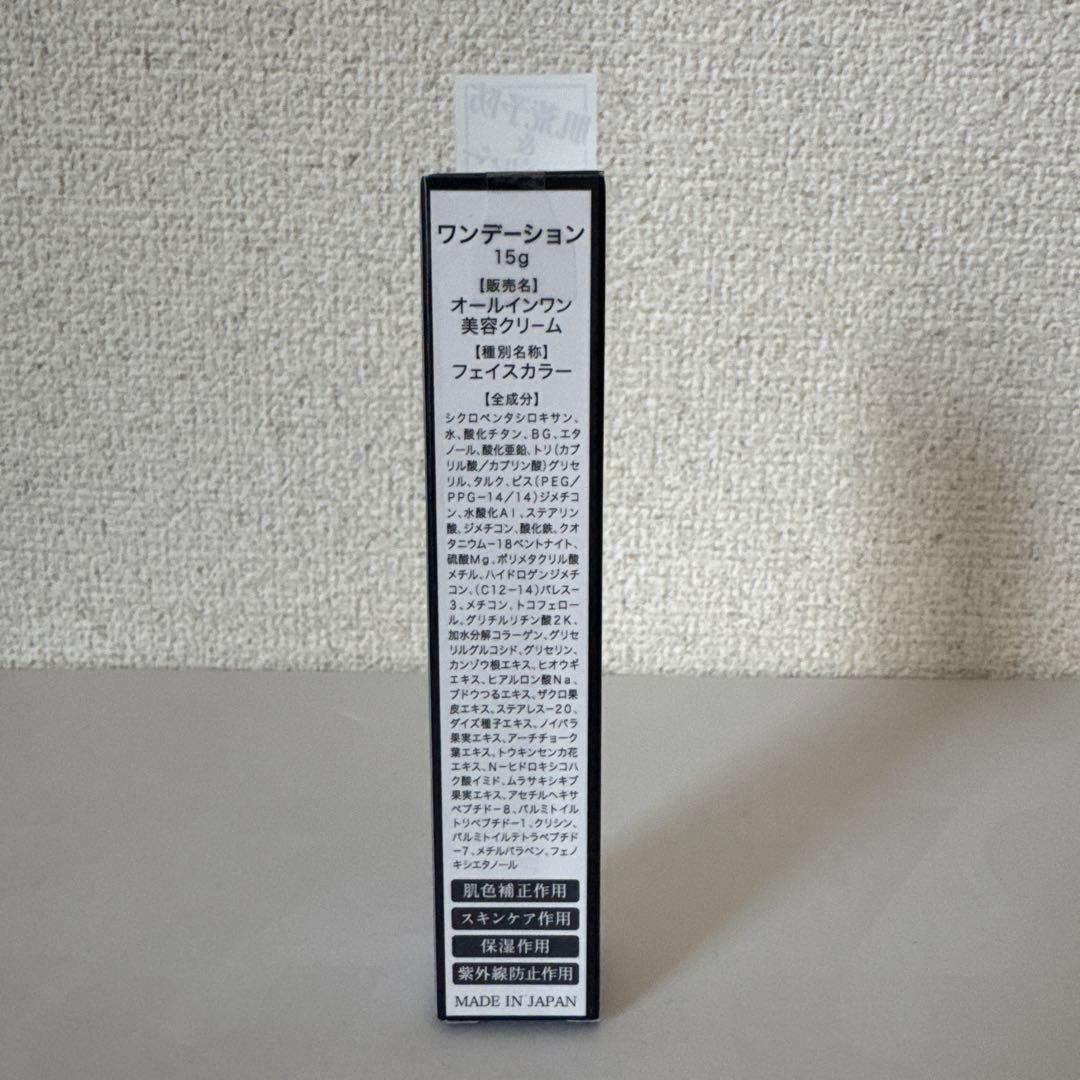 ワンデーション
15g
【販売名】
オールインワン
美容クリーム
【種別名称】
フェイスカラー
【全成分】
シクロペンタシロキサン、
水、酸化チタン、BG、エタ
ノール、酸化亜鉛、トリ(カプ
リル酸/カプリン酸)グリセ
リル、タルク、ビス(PEG/
PPG-14/14)ジメチコ
ン、水酸化Al、ステアリン
酸、ジメチコン、酸化鉄、クオ
タニウム-18ベントナイト、
硫酸Mg、ポリメタクリル酸
メチル、ハイドロゲンジメチ
コン、(C12-14)パレス-
3、メチコン、トコフェロー
ル、グリチルリチン酸2K、
加水分解コラーゲン、グリセ
リルグルコシド、グリセリン、
カンゾウ根エキス、ヒオウギ
エキス、ヒアルロン酸Na、
ブドウつるエキス、ザクロ果
皮エキス、ステアレス-20、
ダイズ種子エキス、ノイバラ
果実エキス、アーチチョーク
葉エキス、トウキンセンカ花
エキス、N-ヒドロキシコハ
ク酸イミド、ムラサキシキブ
果実エキス、アセチルヘキサ
ペプチド-8、パルミトイル
トリペプチド-1、クリシン、
パルミトイルテトラペプチド
-7、メチルパラベン、フェノ
キシエタノール
肌色補正作用
スキンケア作用
保湿作用
紫外線防止作用
MADE IN JAPAN